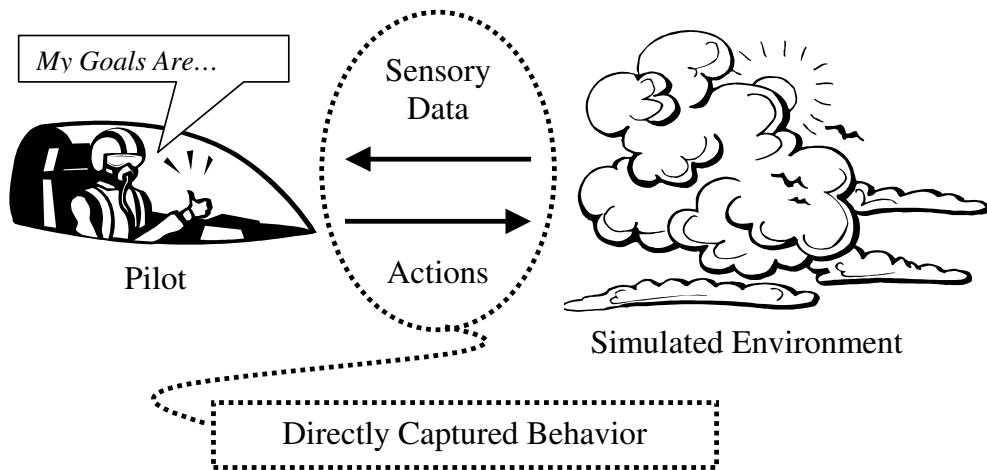 My Goals Are…
Sensory
Data
Actions
Pilot
Simulated Environment
Directly Captured Behavior